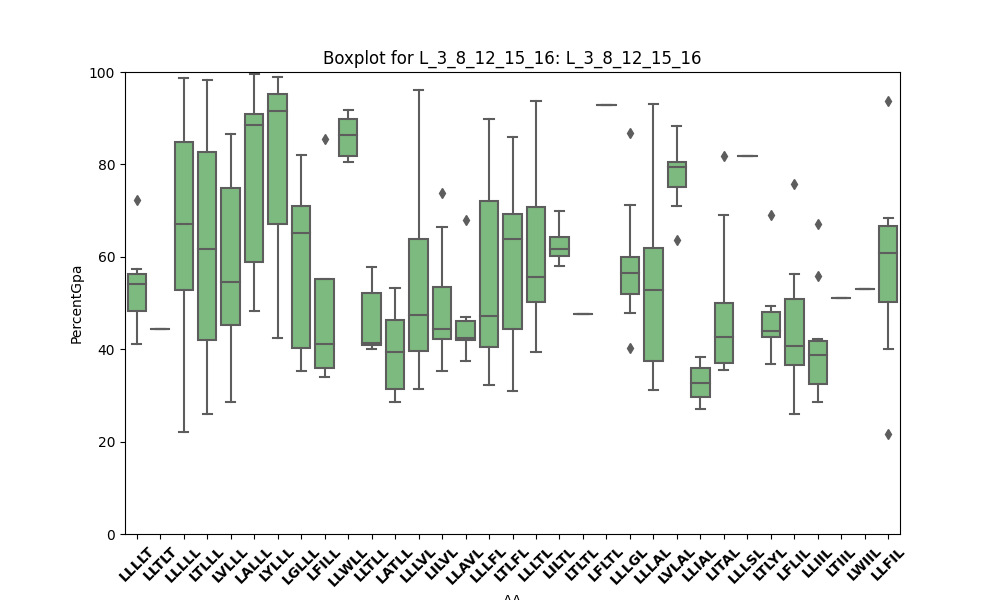 Boxplot for L_3_8_12_15_16: L_3_8_12_15_16
100
80
60
40
20
0
PercentGpa
LLLLT LLTLT LLLLL LTLLL LVLLL LALLL LYLLL LGLLL LFILL LLWLL LLTLL LATLL LLLVL LILVL LLAVL LLLFL LTLFL LLLTL LILTL LTLTL LFLTL LLLGL LLLAL LVLAL LLIAL LITAL LLLSL LTLYL LFLIL LLIIL LTIIL LWIIL LLFIL
AA